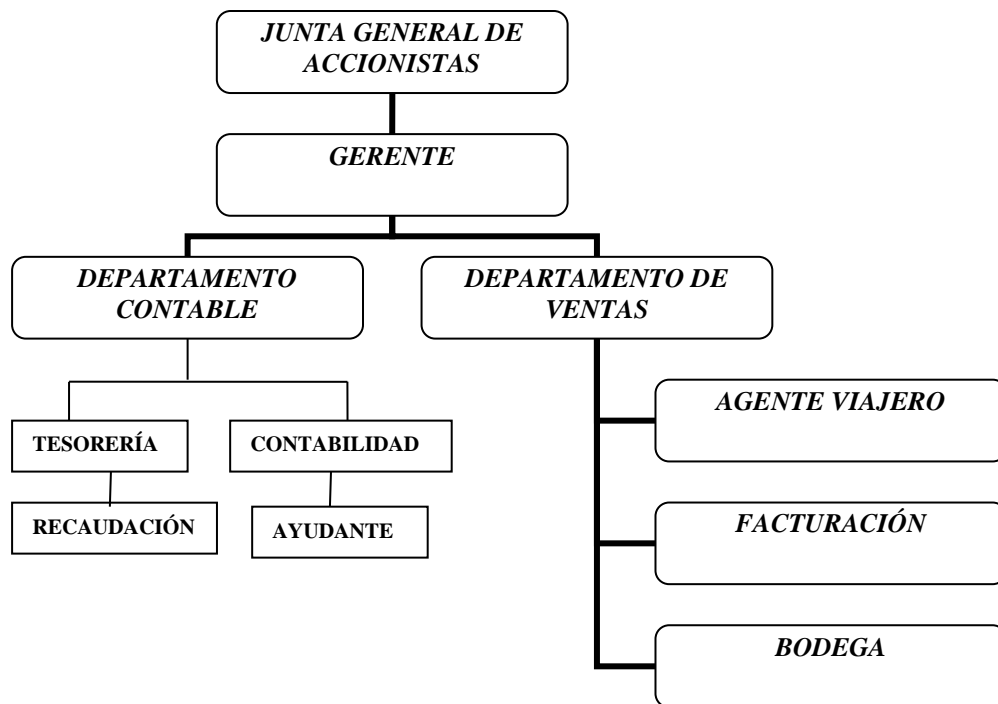 JUNTA GENERAL DE
ACCIONISTAS
GERENTE
DEPARTAMENTO
CONTABLE
DEPARTAMENTO DE
VENTAS
AGENTE VIAJERO
TESORERÍA
CONTABILIDAD
RECAUDACIÓN
AYUDANTE
FACTURACIÓN
BODEGA